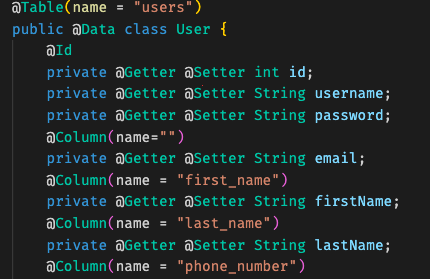 @Table(name = "users")
public @Data class User {
@Id
private @Getter @Setter int id;
private @Getter @Setter String username;
private @Getter @Setter String password;
@Column(name="")
private @Getter @Setter String email;
@Column(name = "first_name")
private @Getter @Setter String firstName;
@Column(name = "last_name")
private @Getter @Setter String lastName;
@Column(name = "phone_number")